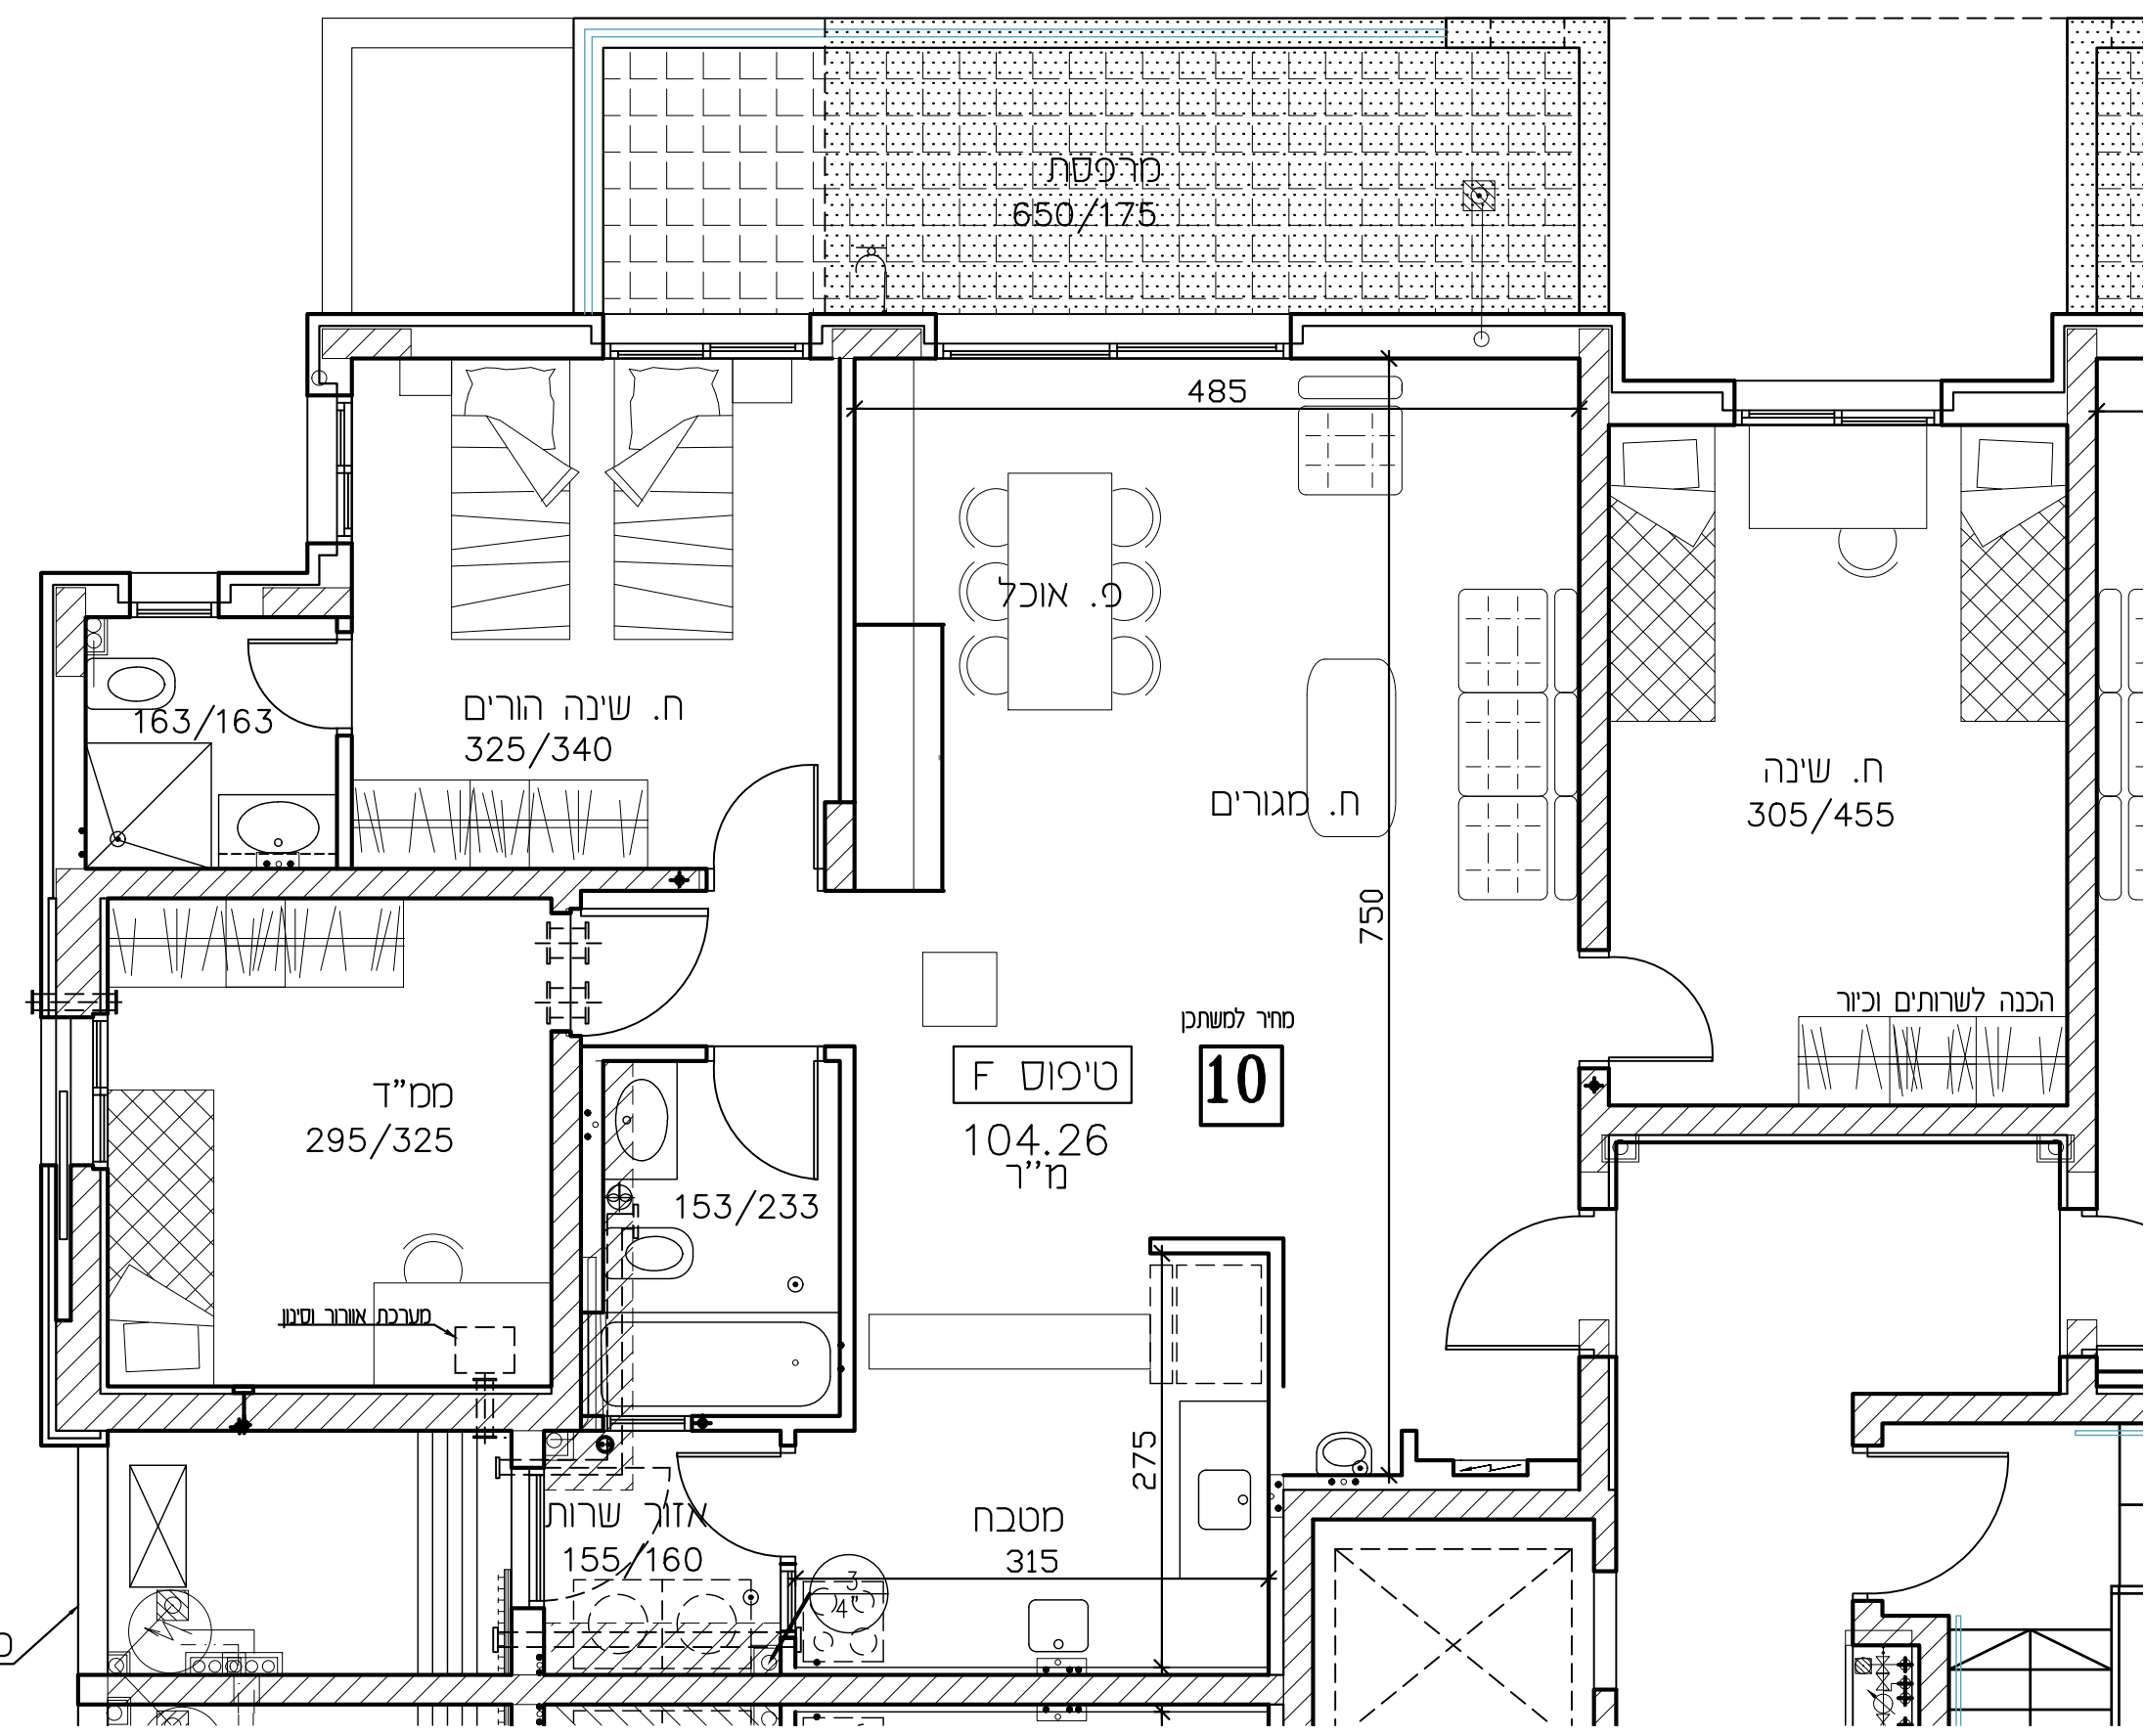 מרפסת
650/175
485
פ. אוכל
ח. שינה הורים
325/340
163/163
ח. מגורים
ח. שינה
305/455
750
הכנה לשרותים וכיור
מחיר למשתכן
10
טיפוס F
104.26
מ"ר
ממ"ד
295/325
153/233
מערכת אוורור וסינון
275
אזור שרות
155/160
מטבח
315
3
4"